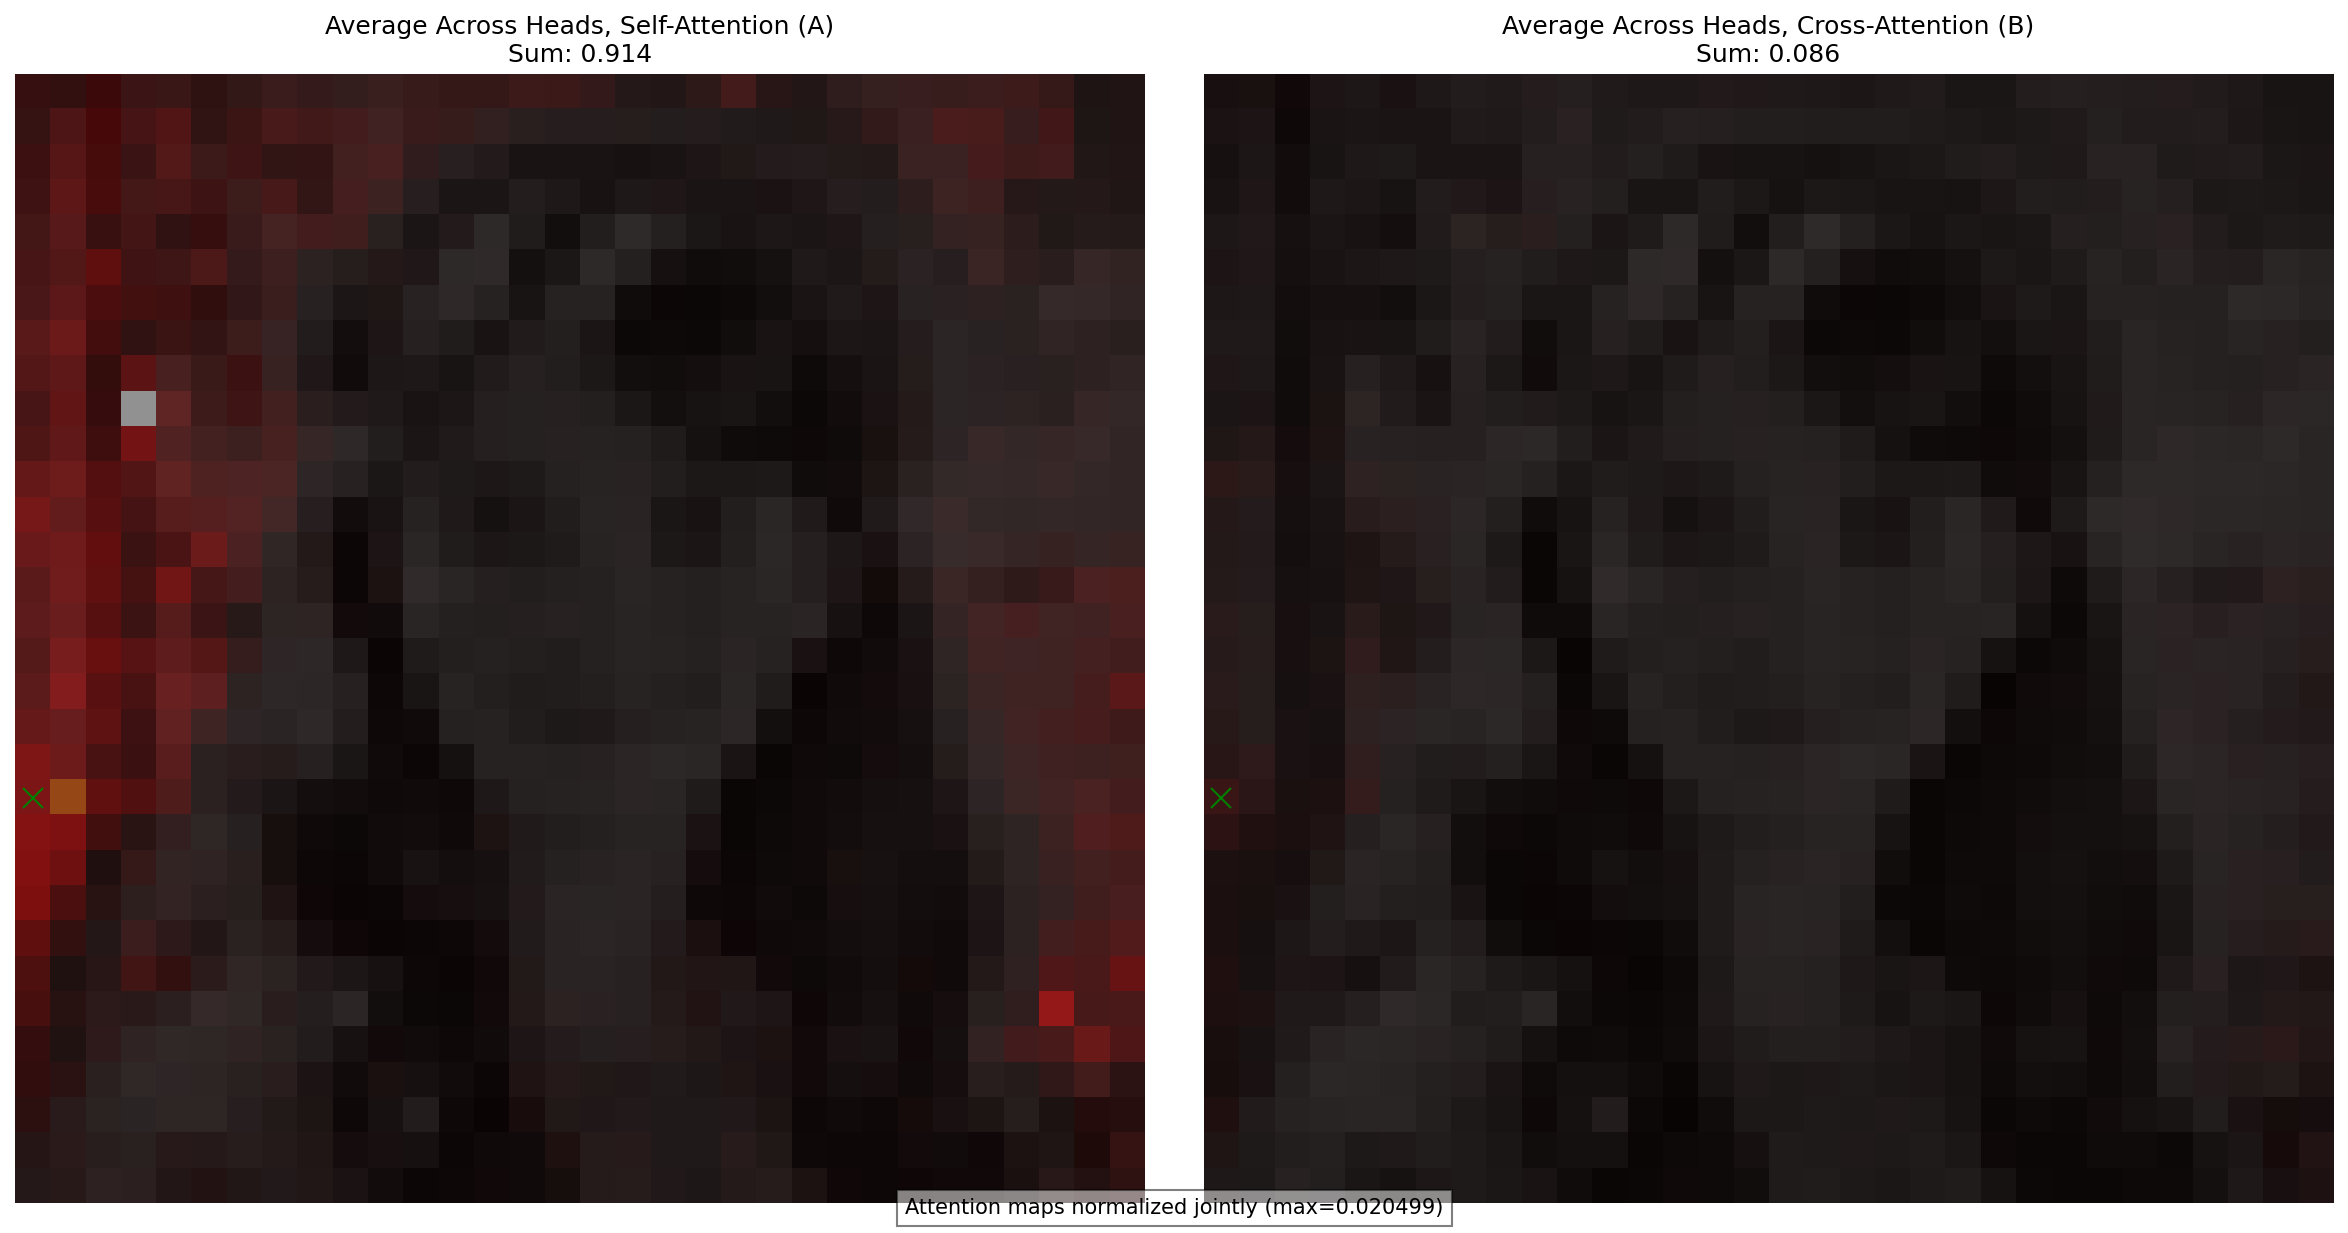 Average Across Heads, Self-Attention (A)
Sum: 0.914
Average Across Heads, Cross-Attention (B)
Sum: 0.086
Attention maps normalized jointly (max=0.020499)